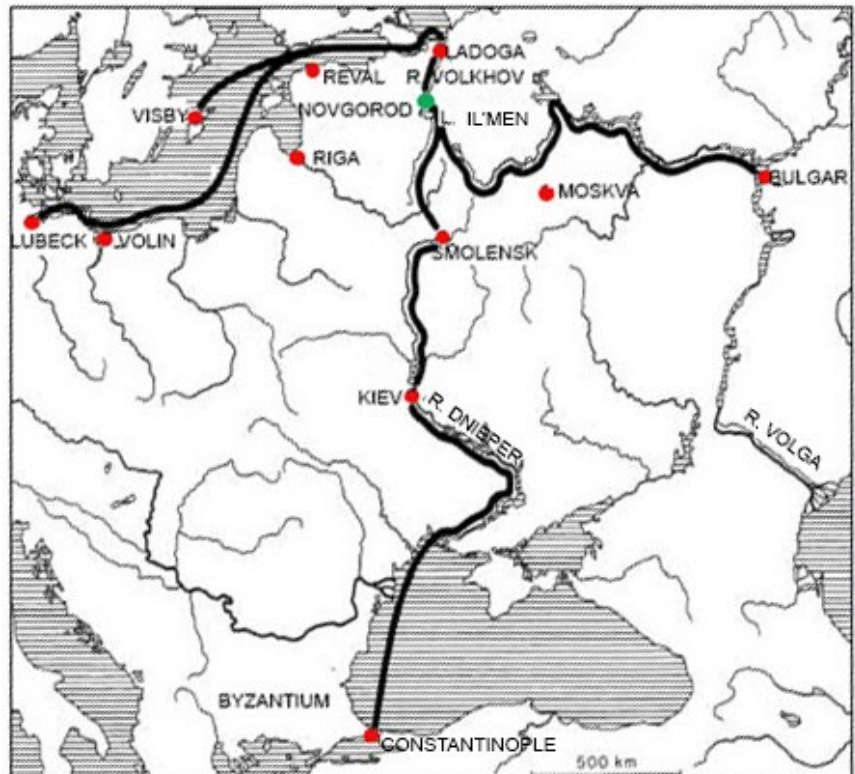 LADOGA
REVAL
R. VOLKHOV
VISBY
NOVGOROD
L. IL'MEN
RIGA
MOSKVA
BULGAR
LUBECK
VOLIN
SMOLENSK
KIEV
R. DNIEPER
R. VOLGA
BYZANTIUM
CONSTANTINOPLE
500 km